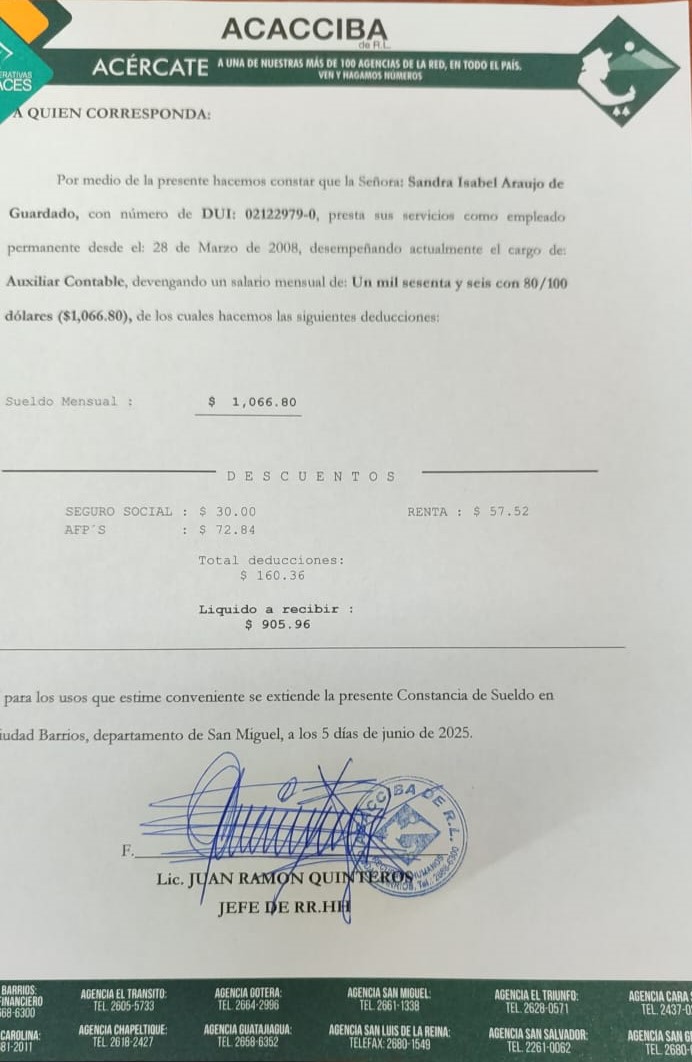 ACACCIBA
de R.L.
ACÉRCATE A UNA DE NUESTRAS MÁS DE 100 AGENCIAS DE LA RED, EN TODO EL PAÍS.
VEN Y HAGAMOS NÚMEROS
ERATIVAS
ACES
A QUIEN CORRESPONDA:
Por medio de la presente hacemos constar que la Señora: Sandra Isabel Araujo de
Guardado, con número de DUI: 02122979-0, presta sus servicios como empleado
permanente desde el: 28 de Marzo de 2008, desempeñando actualmente el cargo de:
Auxiliar Contable, devengando un salario mensual de: Un mil sesenta y seis con 80/100
dólares ($1,066.80), de los cuales hacemos las siguientes deducciones:
Sueldo Mensual : $ 1,066.80
D E S C U E N T O S
SEGURO SOCIAL : $ 30.00 RENTA : $ 57.52
AFP'S : $ 72.84
Total deducciones:
$ 160.36
Liquido a recibir :
$ 905.96
para los usos que estime conveniente se extiende la presente Constancia de Sueldo en
iudad Barrios, departamento de San Miguel, a los 5 días de junio de 2025.
F.
Lic. JUAN RAMON QUINTEROS
JEFE DE RR.HH
BARRIOS: AGENCIA EL TRANSITO: AGENCIA GOTERA: AGENCIA SAN MIGUEL: AGENCIA EL TRIUNFO: AGENCIA CARA
FINANCIERO TEL. 2605-5733 TEL. 2664-2996 TEL. 2661-1338 TEL. 2628-0571 TEL. 2437-0
68-6300
CAROLINA: AGENCIA CHAPELTIQUE: AGENCIA GUATAJIAGUA: AGENCIA SAN LUIS DE LA REINA: AGENCIA SAN SALVADOR: AGENCIA SAN
81-2011 TEL. 2618-2427 TEL. 2658-6352 TELEFAX: 2680-1549 TEL. 2261-0062 TEL. 2680-